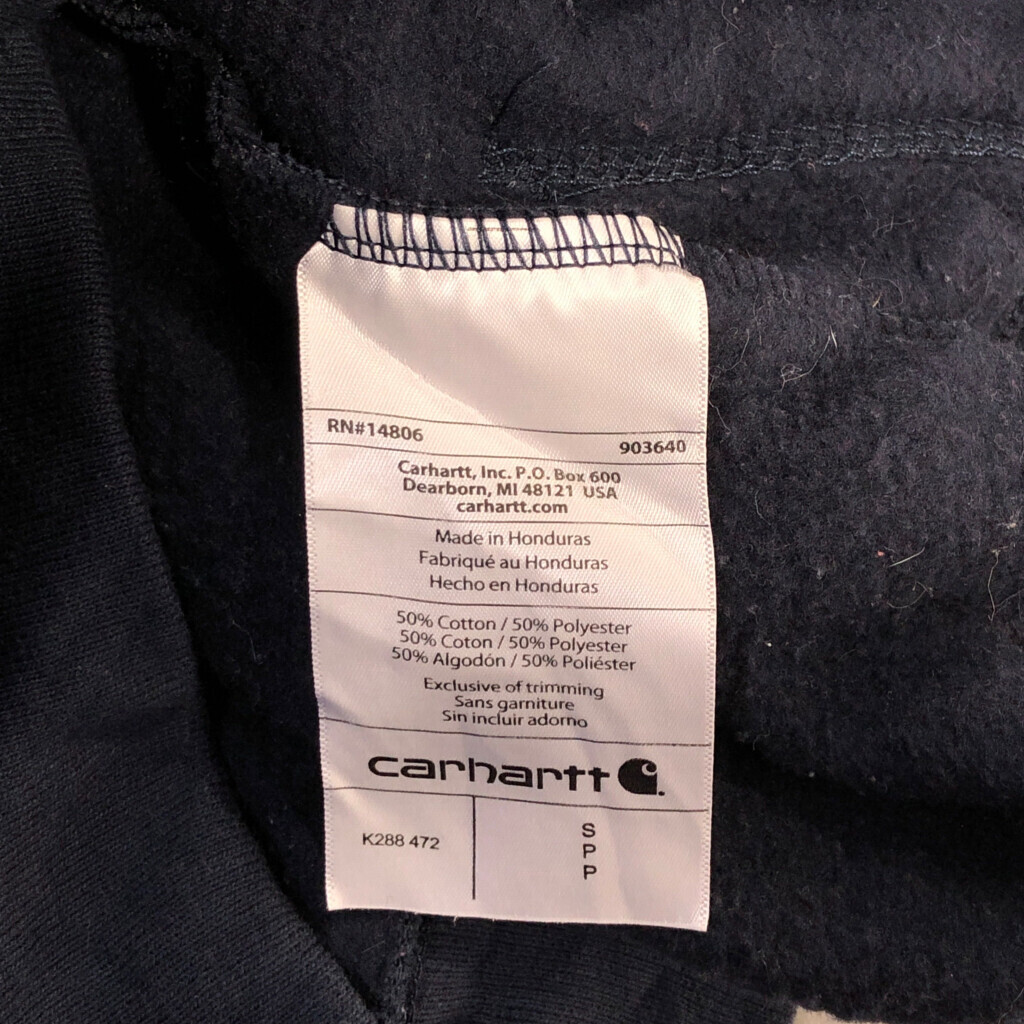 RN#14806 903640
Carhartt, Inc. P.O. Box 600
Dearborn, MI 48121 USA
carhartt.com
Made in Honduras
Fabriqué au Honduras
Hecho en Honduras
50% Cotton / 50% Polyester
50% Coton / 50% Polyester
50% Algodón / 50% Poliéster
Exclusive of trimming
Sans garniture
Sin incluir adorno
carhartt
K288 472
S
P
P